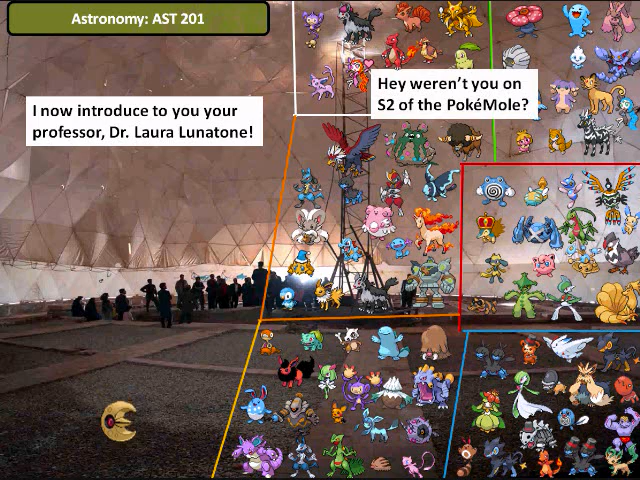 Astronomy: AST 201
I now introduce to you your
professor, Dr. Laura Lunatone!
Hey weren't you on
S2 of the PokéMole?